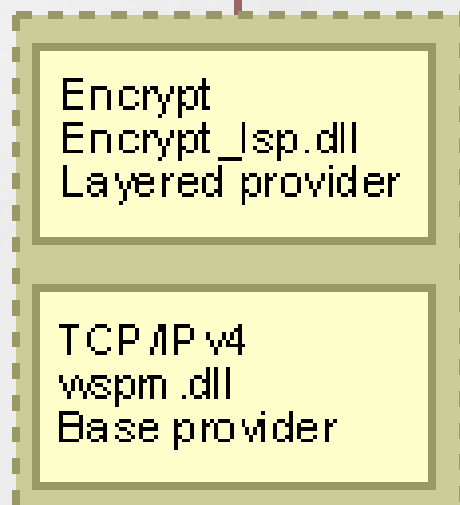 Encrypt
Encrypt_lsp.dll
Layered provider
TCP/IP v4
wspm.dll
Base provider